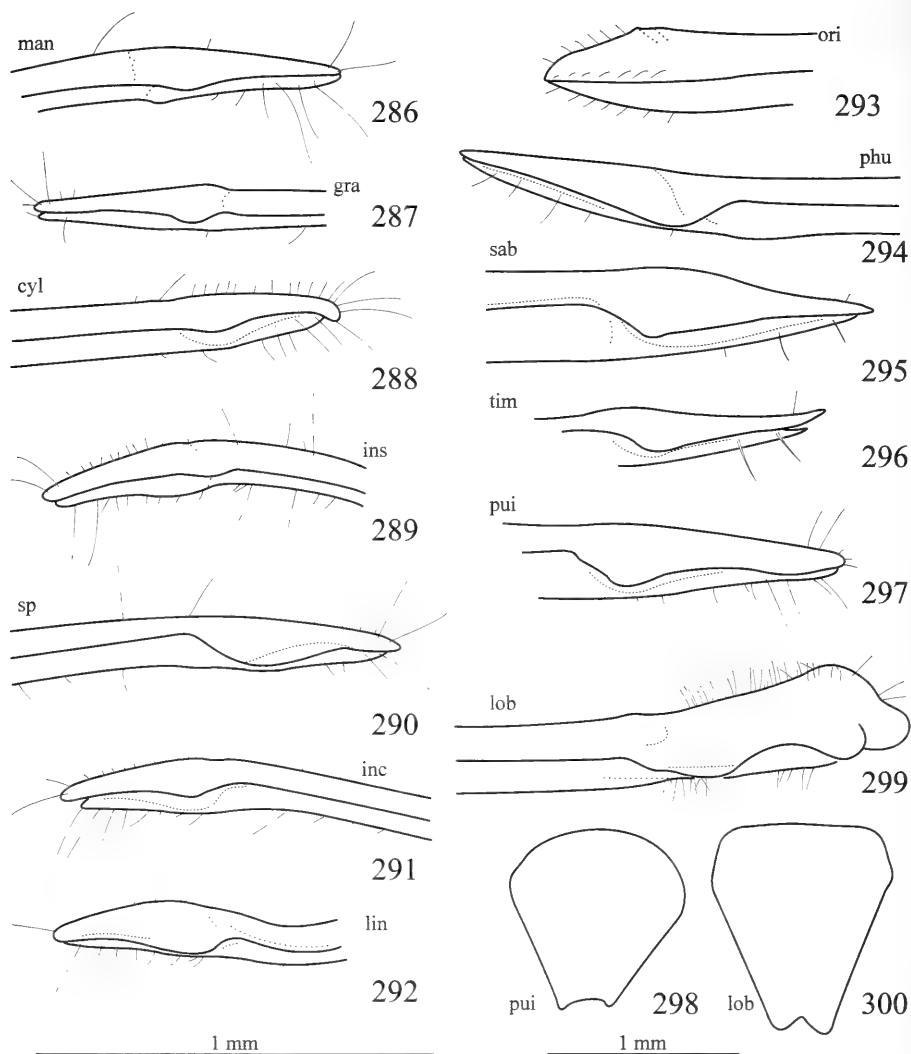 man
286
gra
287
cyl
288
ins
289
sp
290
inc
291
lin
292
1 mm
ori
293
phu
294
sab
295
tim
296
pui
297
lob
299
pui
298
lob
300
1 mm